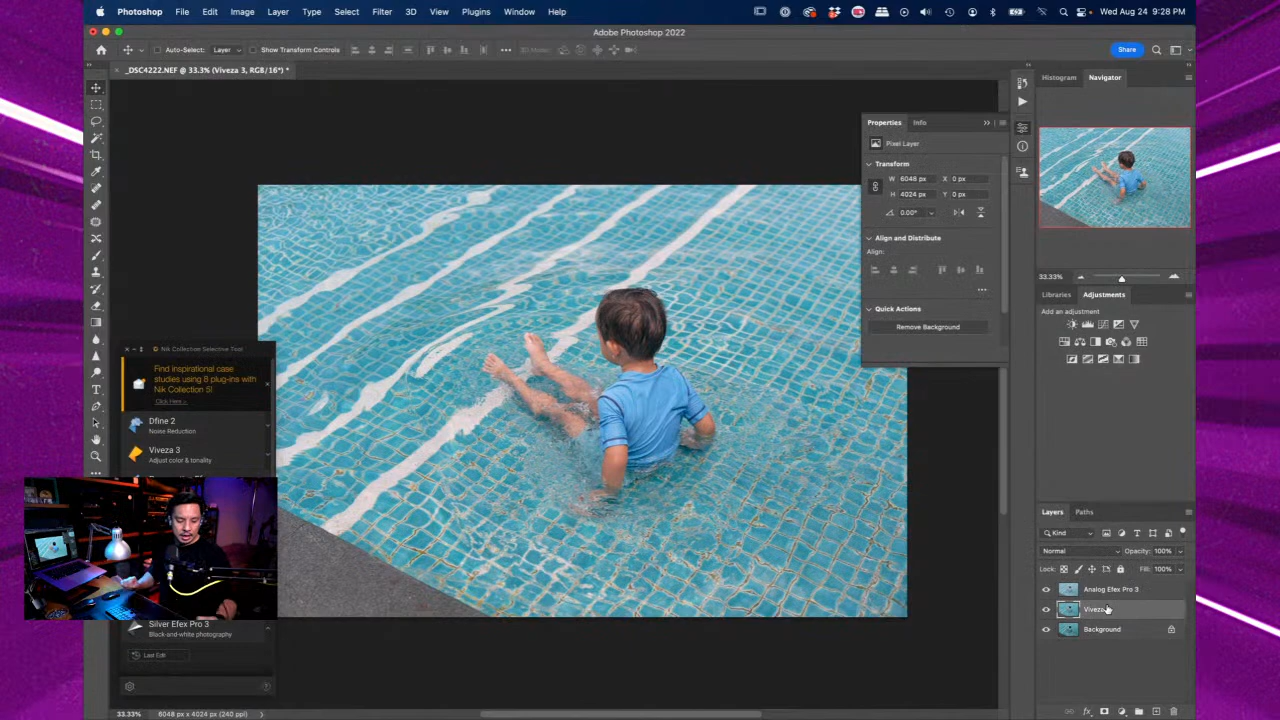 Photoshop File Edit Image Layer Type Select Filter 3D View Plugins Window Help Wed Aug 24 9:28 PM
Adobe Photoshop 2022
Auto-Select: Layer Show Transform Controls 3D Mode: Share
_DSC4222.NEF @ 33.3% (Viveza 3, RGB/16*) *
Histogram Navigator
Properties Info
Pixel Layer
Transform
W 6048 px X 0 px
H 4024 px Y 0 px
0.00°
Align and Distribute
Align:
Quick Actions
Remove Background
33.33%
Libraries Adjustments
Add an adjustment
Nik Collection Selective Tool
Find inspirational case
studies using 8 plug-ins with
Nik Collection 5!
Click Here >
Dfine 2
Noise Reduction
Viveza 3
Adjust color & tonality
Silver Efex Pro 3
Black-and-white photography
Last Edit
Layers Paths
Kind
Normal Opacity: 100%
Lock: Fill: 100%
Analog Efex Pro 3
Viveza
Background
33.33% 6048 px x 4024 px (240 ppi)